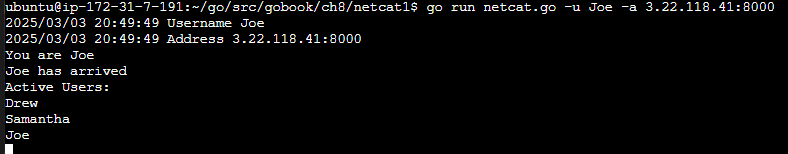 ubuntu@ip-172-31-7-191:~/go/src/gobook/ch8/netcat1$ go run netcat.go -u Joe -a 3.22.118.41:8000
2025/03/03 20:49:49 Username Joe
2025/03/03 20:49:49 Address 3.22.118.41:8000
You are Joe
Joe has arrived
Active Users:
Drew
Samantha
Joe